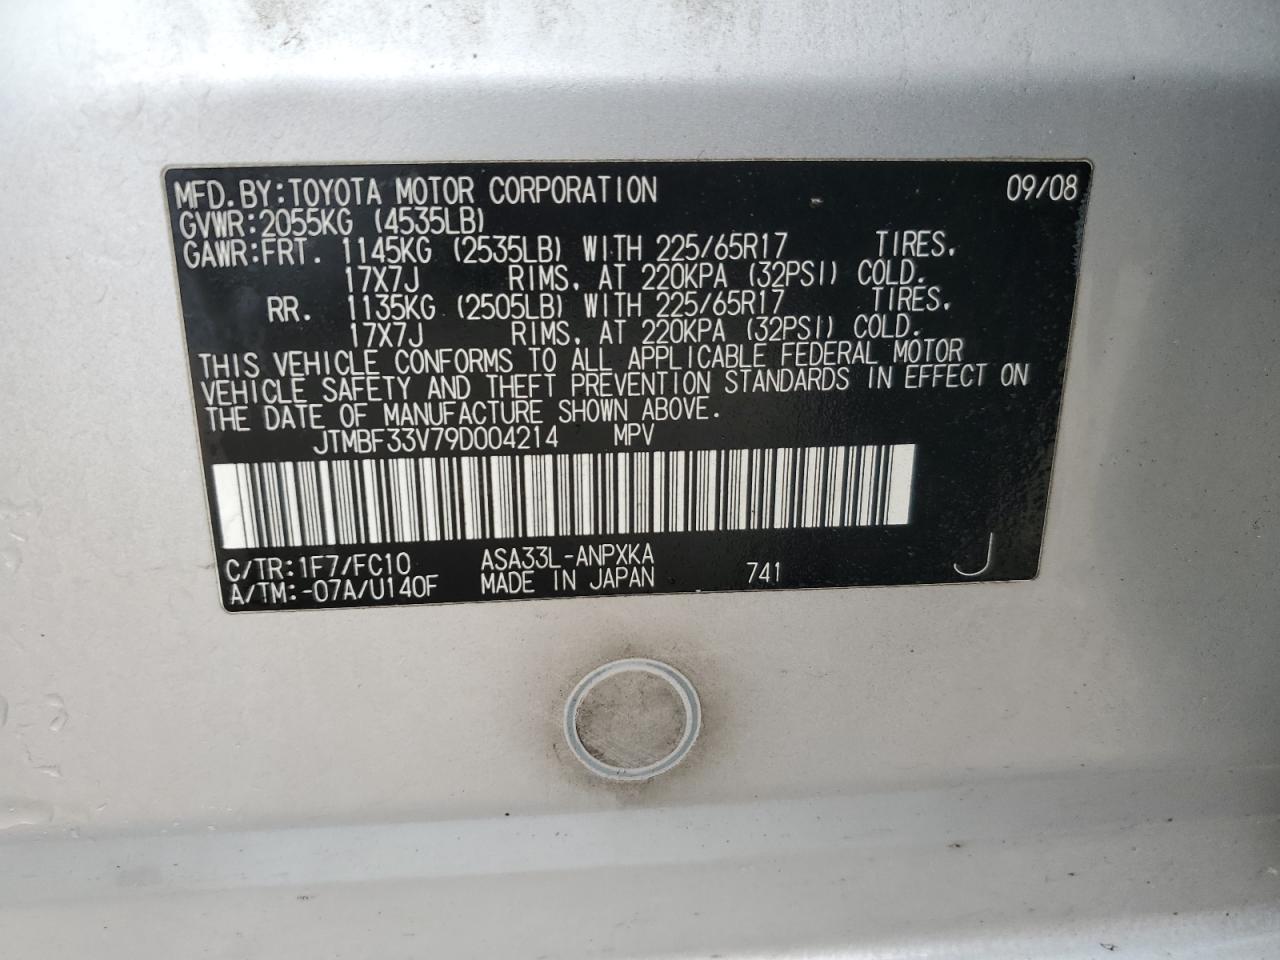 MFD.BY:TOYOTA MOTOR CORPORATION 09/08
GVWR:2055KG (4535LB)
GAWR:FRT. 1145KG (2535LB) WITH 225/65R17 TIRES.
17X7J RIMS, AT 220KPA (32PSI) COLD.
RR. 1135KG (2505LB) WITH 225/65R17 TIRES.
17X7J RIMS, AT 220KPA (32PSI) COLD.
THIS VEHICLE CONFORMS TO ALL APPLICABLE FEDERAL MOTOR
VEHICLE SAFETY AND THEFT PREVENTION STANDARDS IN EFFECT ON
THE DATE OF MANUFACTURE SHOWN ABOVE.
JTMBF33V79D004214 MPV
C/TR:1F7/FC10 ASA33L-ANPXKA
A/TM:-07A/U140F MADE IN JAPAN 741 J